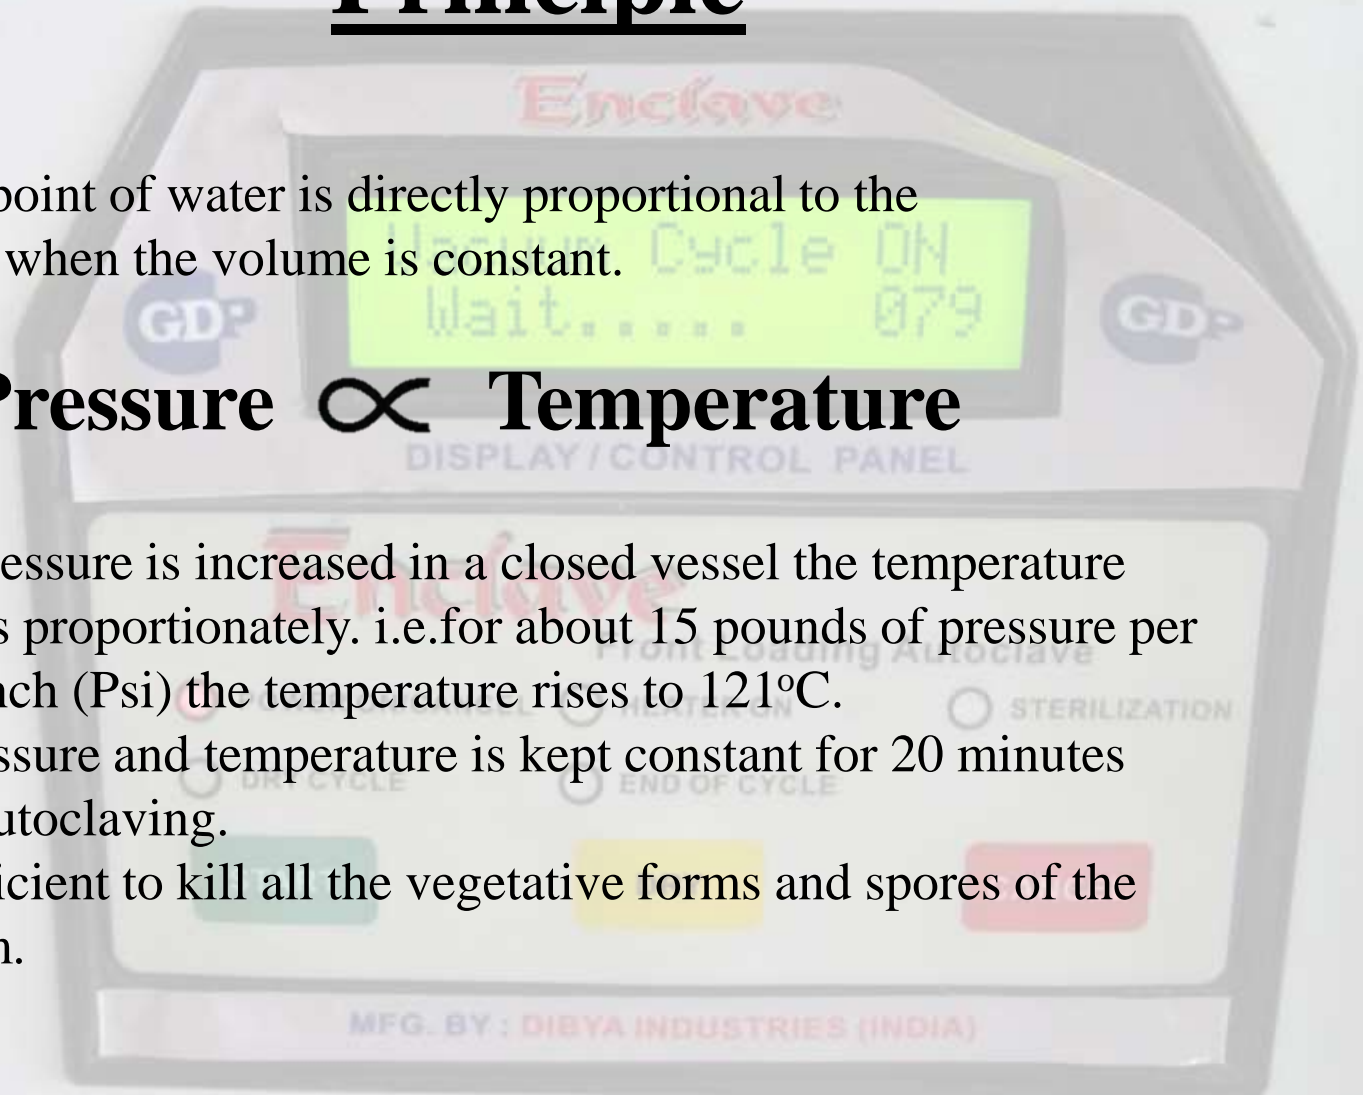 Principle
Enclave
point of water is directly proportional to the
when the volume is constant.
Vacuum Cycle ON
Wait..... 079
GDP
GDP
Pressure ∝ Temperature
DISPLAY / CONTROL PANEL
essure is increased in a closed vessel the temperature
s proportionately. i.e.for about 15 pounds of pressure per
nch (Psi) the temperature rises to 121°C.
ssure and temperature is kept constant for 20 minutes
utoclaving.
icient to kill all the vegetative forms and spores of the
n.
Enclave
Front Loading Autoclave
HEATER ON
STERILIZATION
DRY CYCLE
END OF CYCLE
MFG. BY : DIBYA INDUSTRIES (INDIA)